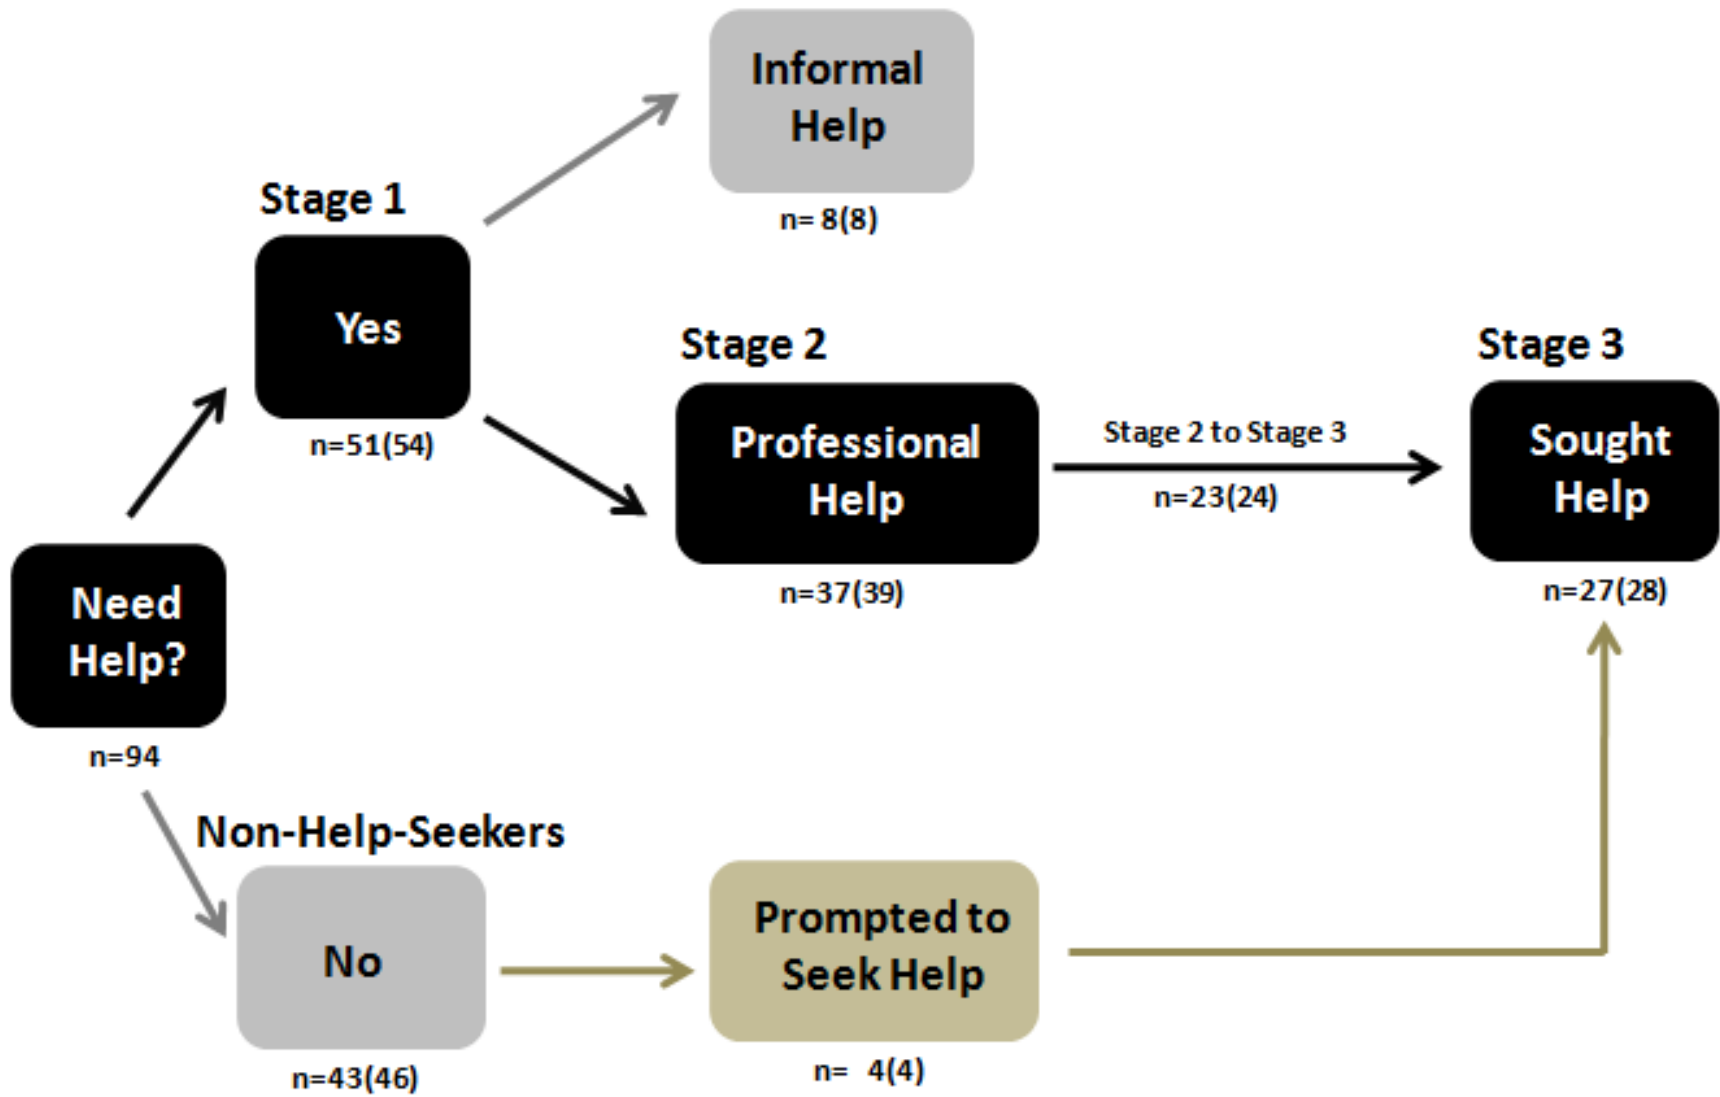 Informal
Help
n= 8(8)
Stage 1
Yes
n=51(54)
Stage 2
Professional
Help
n=37(39)
Stage 2 to Stage 3
n=23(24)
Stage 3
Sought
Help
n=27(28)
Need
Help?
n=94
Non-Help-Seekers
No
n=43(46)
Prompted to
Seek Help
n= 4(4)